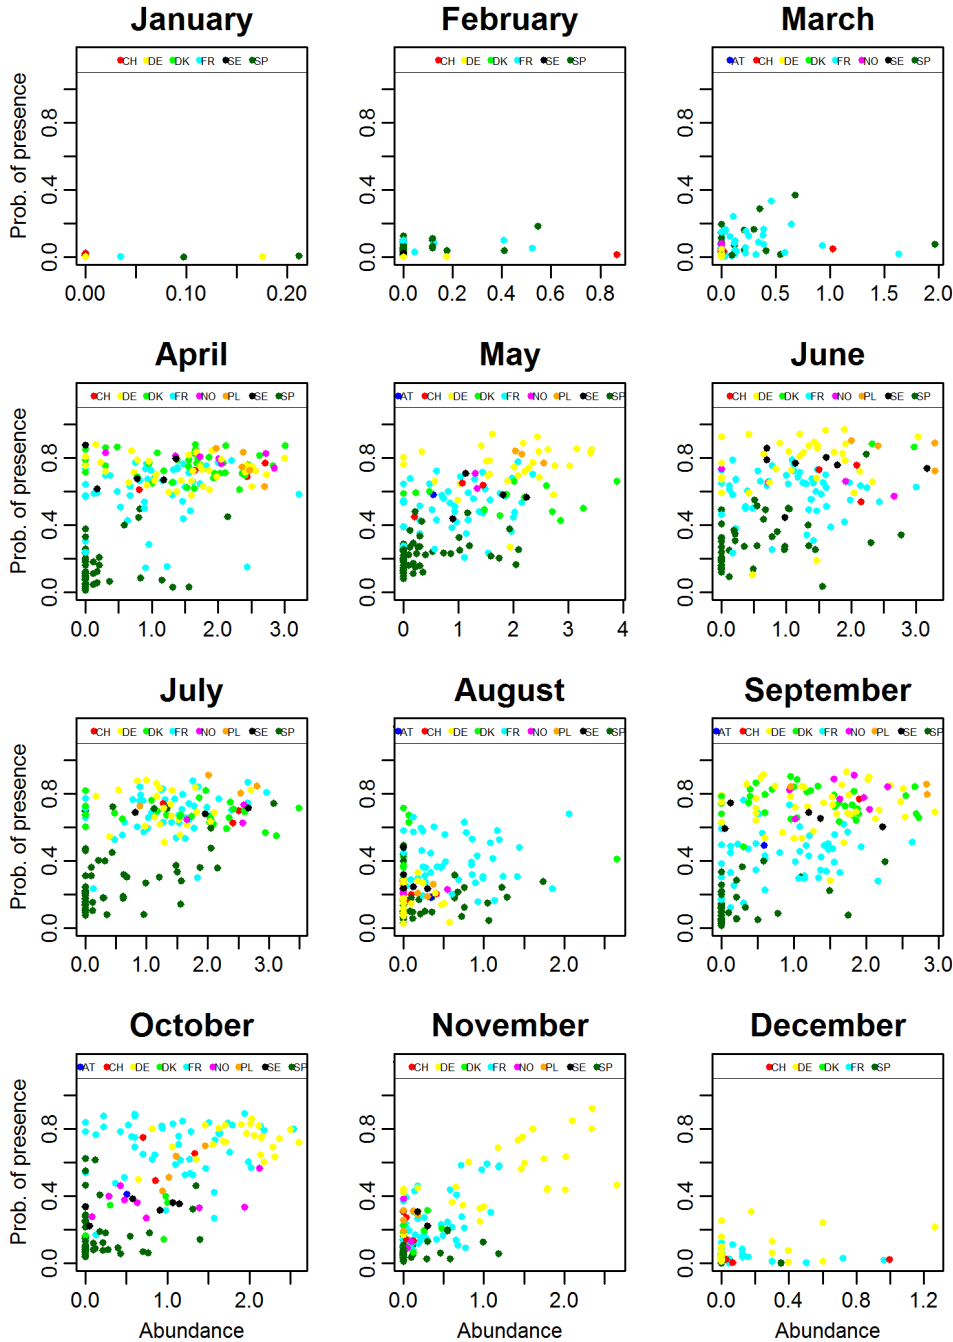 January February March
CH DE DK FR SE SP CH DE DK FR SE SP AT CH DE DK FR NO SE SP
Prob. of presence
0.8 0.8 0.8
0.4 0.4 0.4
0.0 0.0 0.0
0.00 0.10 0.20 0.0 0.2 0.4 0.6 0.8 0.0 0.5 1.0 1.5 2.0
April May June
CH DE DK FR NO PL SE SP AT CH DE DK FR NO PL SE SP CH DE DK FR NO PL SE SP
Prob. of presence
0.8 0.8 0.8
0.4 0.4 0.4
0.0 0.0 0.0
0.0 1.0 2.0 3.0 0 1 2 3 4 0.0 1.0 2.0 3.0
July August September
CH DE DK FR NO PL SE SP AT CH DE DK FR NO PL SE SP AT CH DE DK FR NO PL SE SP
Prob. of presence
0.8 0.8 0.8
0.4 0.4 0.4
0.0 0.0 0.0
0.0 1.0 2.0 3.0 0.0 1.0 2.0 0.0 1.0 2.0 3.0
October November December
AT CH DE DK FR NO PL SE SP CH DE DK FR NO PL SE SP CH DE DK FR SP
Prob. of presence
0.8 0.8 0.8
0.4 0.4 0.4
0.0 0.0 0.0
0.0 1.0 2.0 0.0 1.0 2.0 0.0 0.4 0.8 1.2
Abundance Abundance Abundance